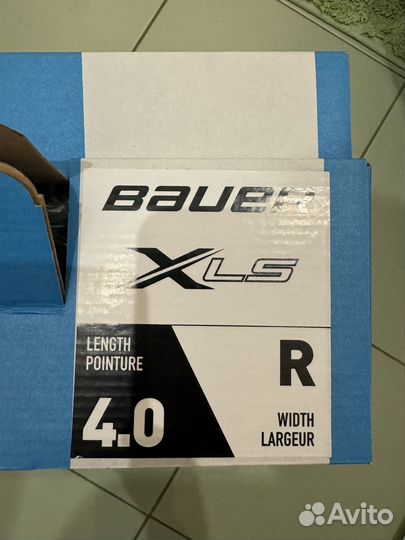 BAUER
XLS
LENGTH
POINTURE
4.0
R
WIDTH
LARGEUR
Avito